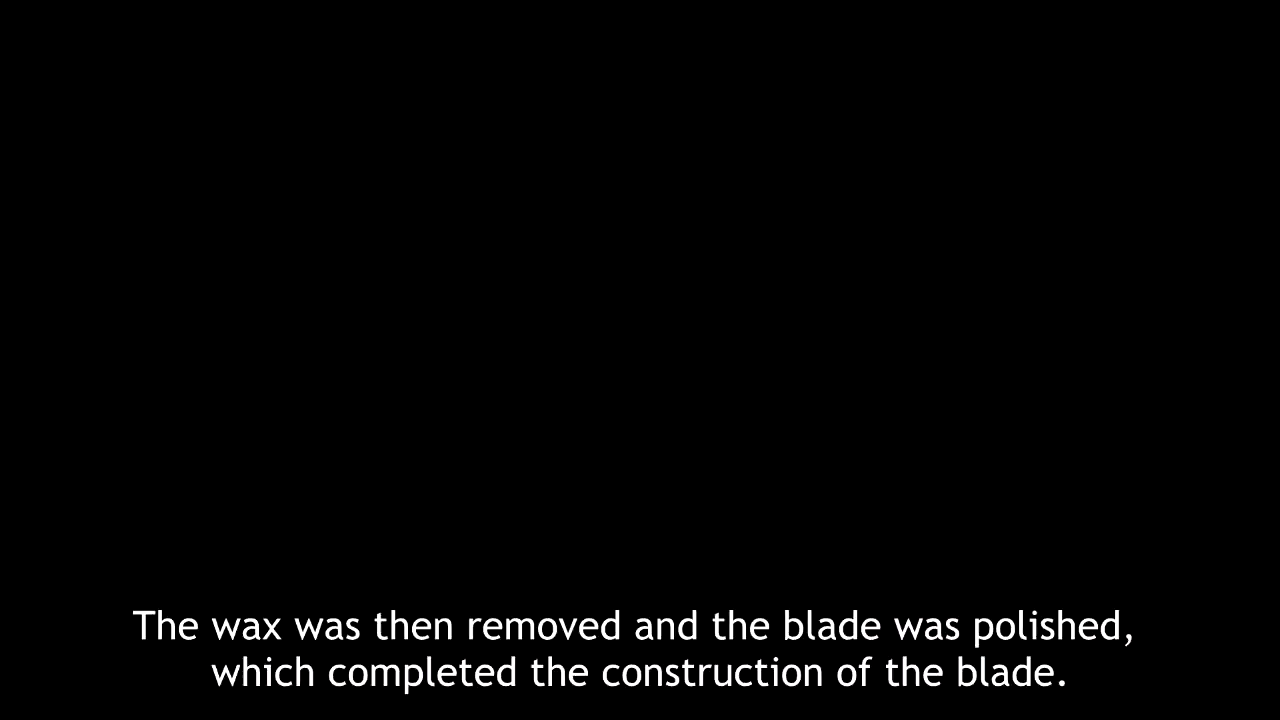 The wax was then removed and the blade was polished,
which completed the construction of the blade.